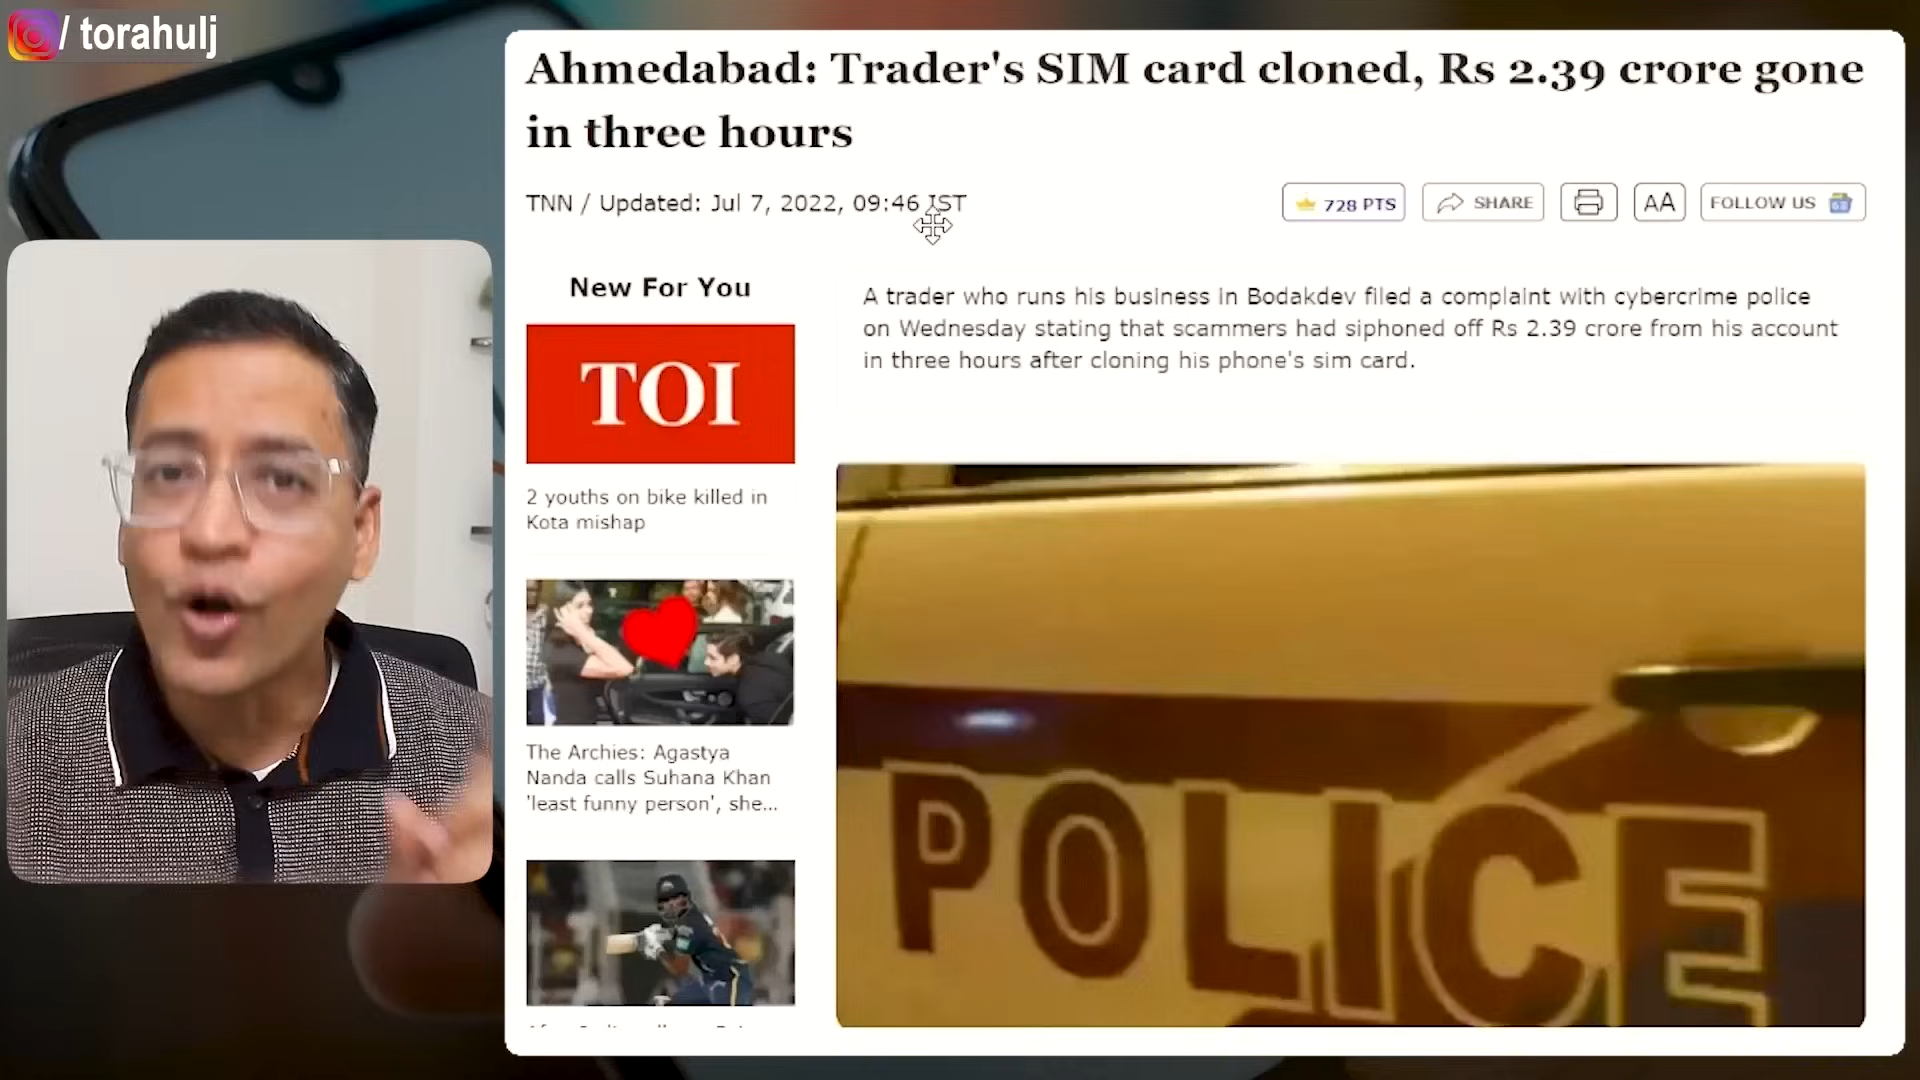 / torahulj
Ahmedabad: Trader's SIM card cloned, Rs 2.39 crore gone
in three hours
TNN / Updated: Jul 7, 2022, 09:46 IST
728 PTS
SHARE
AA
FOLLOW US
New For You
TOI
2 youths on bike killed in
Kota mishap
The Archies: Agastya
Nanda calls Suhana Khan
'least funny person', she...
A trader who runs his business in Bodakdev filed a complaint with cybercrime police
on Wednesday stating that scammers had siphoned off Rs 2.39 crore from his account
in three hours after cloning his phone's sim card.
POLICE